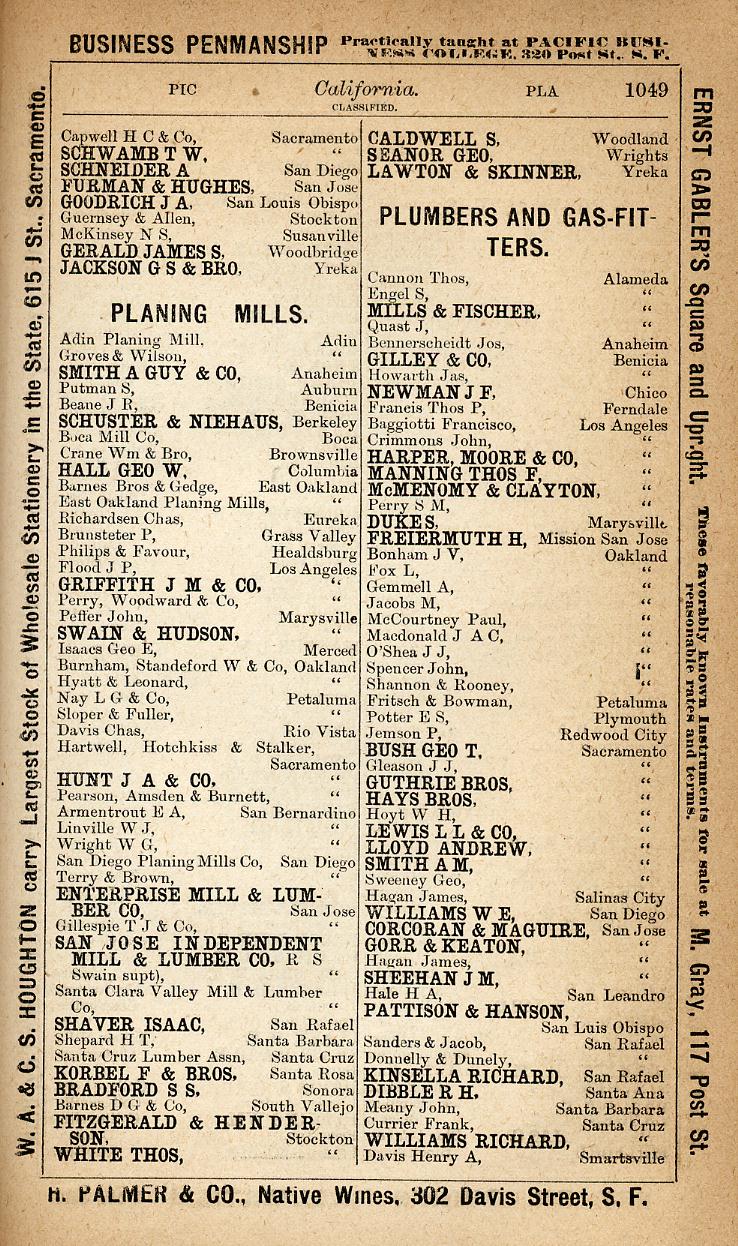 BUSINESS PENMANSHIP Practically taught at PACIFIC BUSI-
NESS COLLEGE, 320 Post St., S. F.
PIC California. PLA 1049
CLASSIFIED.
Capwell H C & Co, Sacramento
SCHWAMB T W, "
SCHNEIDER A San Diego
FURMAN & HUGHES, San Jose
GOODRICH J A, San Louis Obispo
Guernsey & Allen, Stockton
McKinsey N S, Susanville
GERALD JAMES S, Woodbridge
JACKSON G S & BRO, Yreka
PLANING MILLS.
Adin Planing Mill. Adin
Groves & Wilson, "
SMITH A GUY & CO, Anaheim
Putman S, Auburn
Beane J R, Benicia
SCHUSTER & NIEHAUS, Berkeley
Boca Mill Co, Boca
Crane Wm & Bro, Brownsville
HALL GEO W, Columbia
Barnes Bros & Gedge, East Oakland
East Oakland Planing Mills, "
Richardsen Chas, Eureka
Brunsteter P, Grass Valley
Philips & Favour, Healdsburg
Flood J P, Los Angeles
GRIFFITH J M & CO, "
Perry, Woodward & Co, "
Peffer John, Marysville
SWAIN & HUDSON, "
Isaacs Geo E, Merced
Burnham, Standeford W & Co, Oakland
Hyatt & Leonard, "
Nay L G & Co, Petaluma
Sloper & Fuller, "
Davis Chas, Rio Vista
Hartwell, Hotchkiss & Stalker,
Sacramento
HUNT J A & CO, "
Pearson, Amsden & Burnett, "
Armentrout E A, San Bernardino
Linville W J, "
Wright W G, "
San Diego Planing Mills Co, San Diego
Terry & Brown, "
ENTERPRISE MILL & LUM-
BER CO, San Jose
Gillespie T J & Co, "
SAN JOSE INDEPENDENT
MILL & LUMBER CO, R S
Swain supt), "
Santa Clara Valley Mill & Lumber
Co, "
SHAVER ISAAC, San Rafael
Shepard H T, Santa Barbara
Santa Cruz Lumber Assn, Santa Cruz
KORBEL F & BROS, Santa Rosa
BRADFORD S S, Sonora
Barnes D G & Co, South Vallejo
FITZGERALD & HENDER-
SON, Stockton
WHITE THOS, "
CALDWELL S, Woodland
SEANOR GEO, Wrights
LAWTON & SKINNER, Yreka
PLUMBERS AND GAS-FIT-
TERS.
Cannon Thos, Alameda
Engel S, "
MILLS & FISCHER, "
Quast J, "
Bennerscheidt Jos, Anaheim
GILLEY & CO, Benicia
Howarth Jas, "
NEWMAN J F, Chico
Francis Thos P, Ferndale
Baggiotti Francisco, Los Angeles
Crimmons John, "
HARPER, MOORE & CO, "
MANNING THOS F, "
McMENOMY & CLAYTON, "
Perry S M, "
DUKE S, Marysville
FREIERMUTH H, Mission San Jose
Bonham J V, Oakland
Fox L, "
Gemmell A, "
Jacobs M, "
McCourtney Paul, "
Macdonald J A C, "
O'Shea J J, "
Spencer John, "
Shannon & Rooney, "
Fritsch & Bowman, Petaluma
Potter E S, Plymouth
Jemson P, Redwood City
BUSH GEO T, Sacramento
Gleason J J, "
GUTHRIE BROS, "
HAYS BROS, "
Hoyt W H, "
LEWIS L L & CO, "
LLOYD ANDREW, "
SMITH A M, "
Sweeney Geo, "
Hagan James, Salinas City
WILLIAMS W E, San Diego
CORCORAN & MAGUIRE, San Jose
GORR & KEATON, "
Hagan James, "
SHEEHAN J M, "
Hale H A, San Leandro
PATTISON & HANSON,
San Luis Obispo
Sanders & Jacob, San Rafael
Donnelly & Dunely, "
KINSELLA RICHARD, San Rafael
DIBBLE R H, Santa Ana
Meany John, Santa Barbara
Currier Frank, Santa Cruz
WILLIAMS RICHARD, "
Davis Henry A, Smartsville
W. A. & C. S. HOUGHTON carry Largest Stock of Wholesale Stationery in the State, 615 J St., Sacramento.
ERNST GABLER'S Square and Upright. These favorably known Instruments for sale at M. Gray, 117 Post St.
reasonable rates and terms.
H. PALMER & CO., Native Wines, 302 Davis Street, S. F.